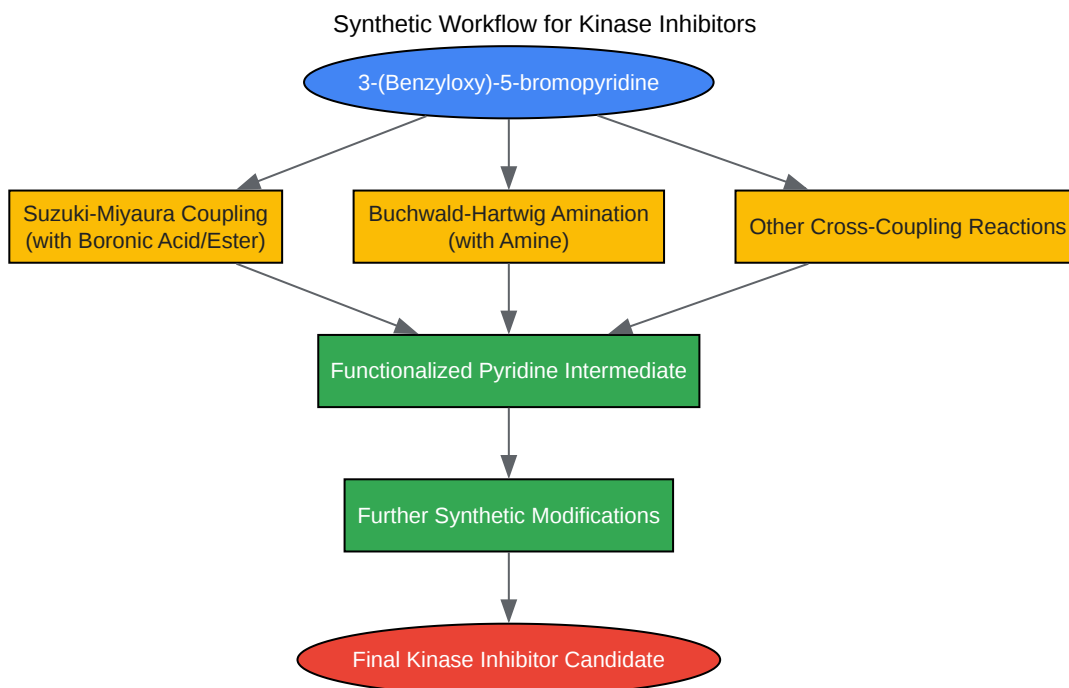 Synthetic Workflow for Kinase Inhibitors
3-(Benzyloxy)-5-bromopyridine
Suzuki-Miyaura Coupling
(with Boronic Acid/Ester)
Buchwald-Hartwig Amination
(with Amine)
Other Cross-Coupling Reactions
Functionalized Pyridine Intermediate
Further Synthetic Modifications
Final Kinase Inhibitor Candidate